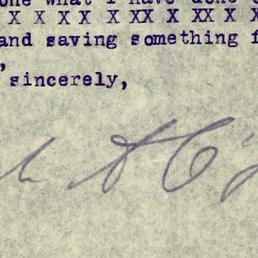 one what I have done
X X X X X XX X XX X X
and saving something f
,
sincerely,